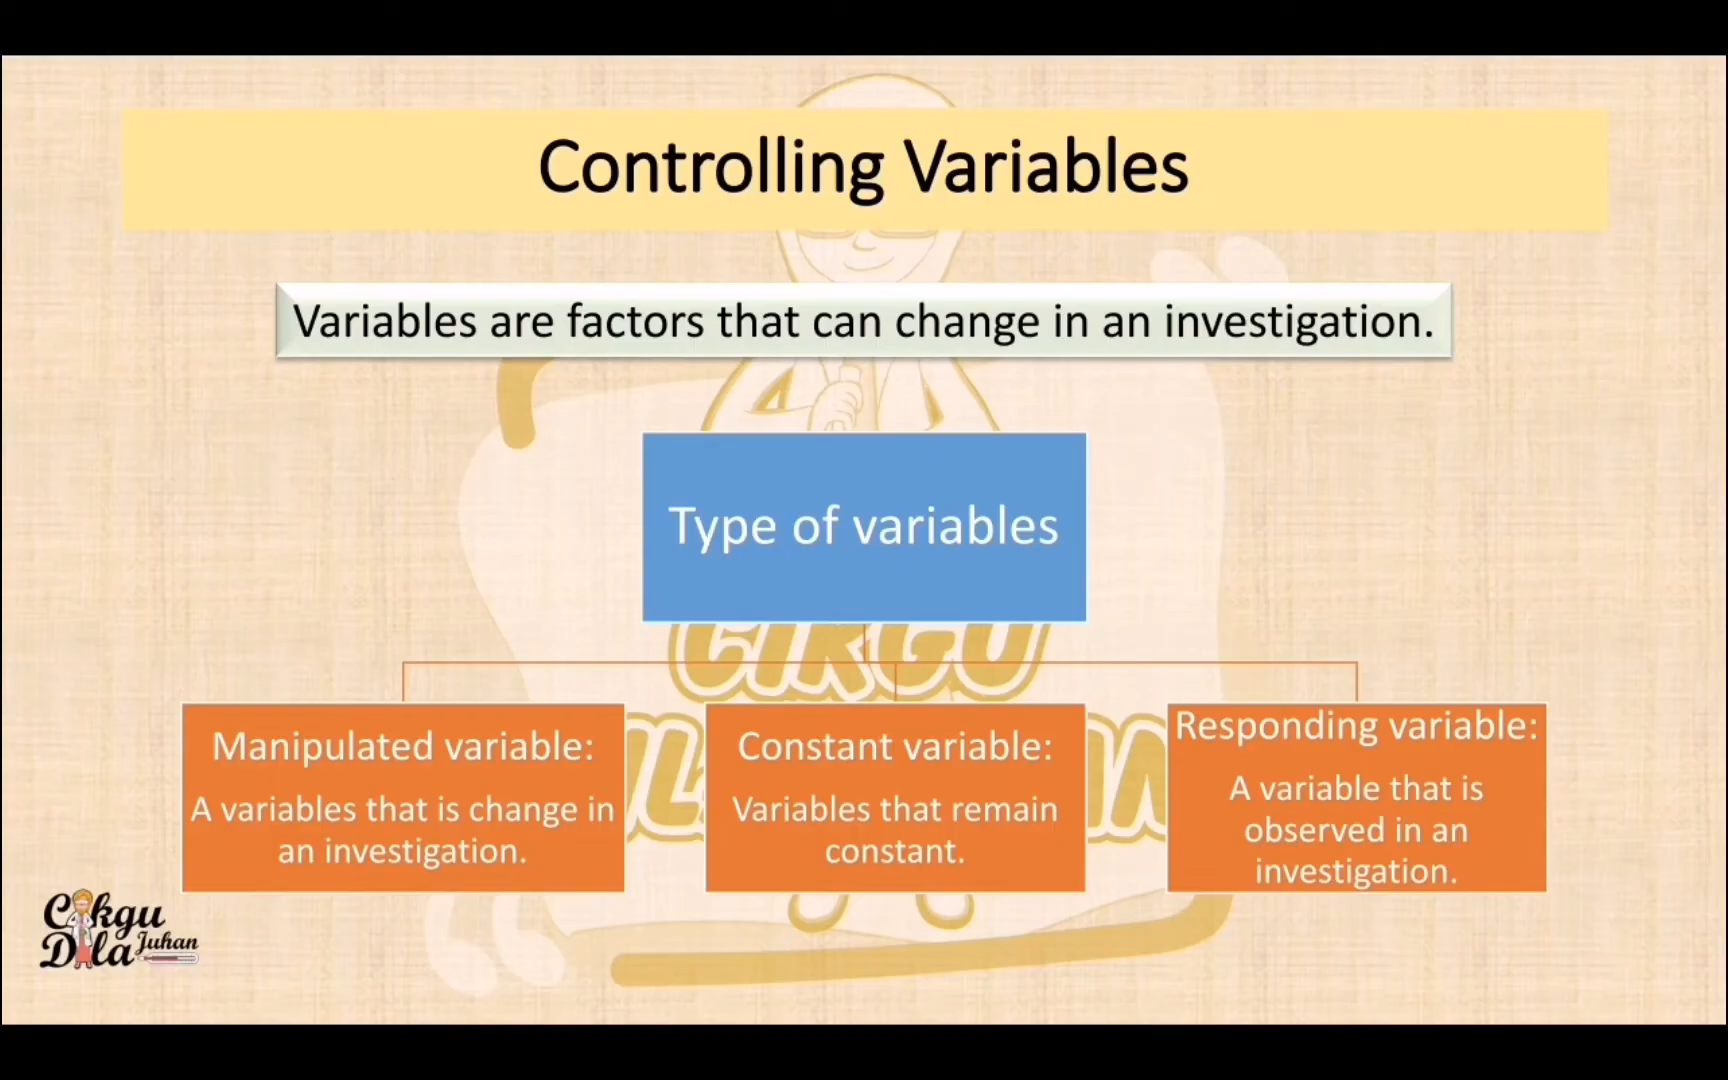 Controlling Variables
Variables are factors that can change in an investigation.
Type of variables
Manipulated variable:
A variables that is change in
an investigation.
Constant variable:
Variables that remain
constant.
Responding variable:
A variable that is
observed in an
investigation.
Cikgu
Dila Juhan
CIKGU